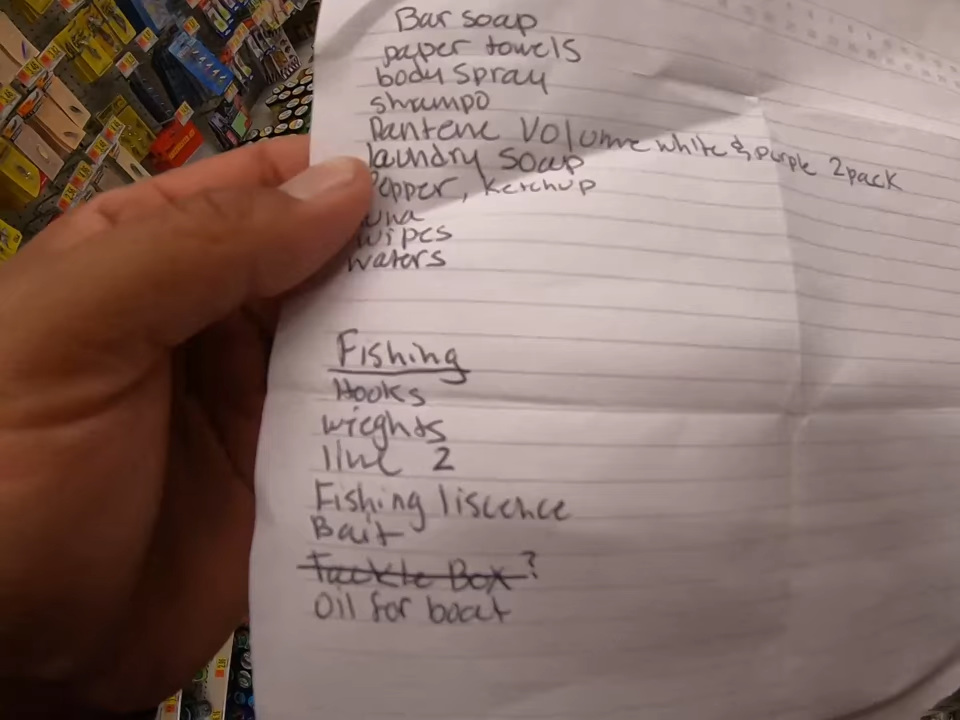 Bar soap
paper towels
body spray
shampo
Pantene Volume white & purple 2pack
laundry soap
Pepper, Ketchup
una
wipes
waters
Fishing
Hooks
wieghts
line 2
Fishing liscence
Bait
Tackle Box?
Oil for boat